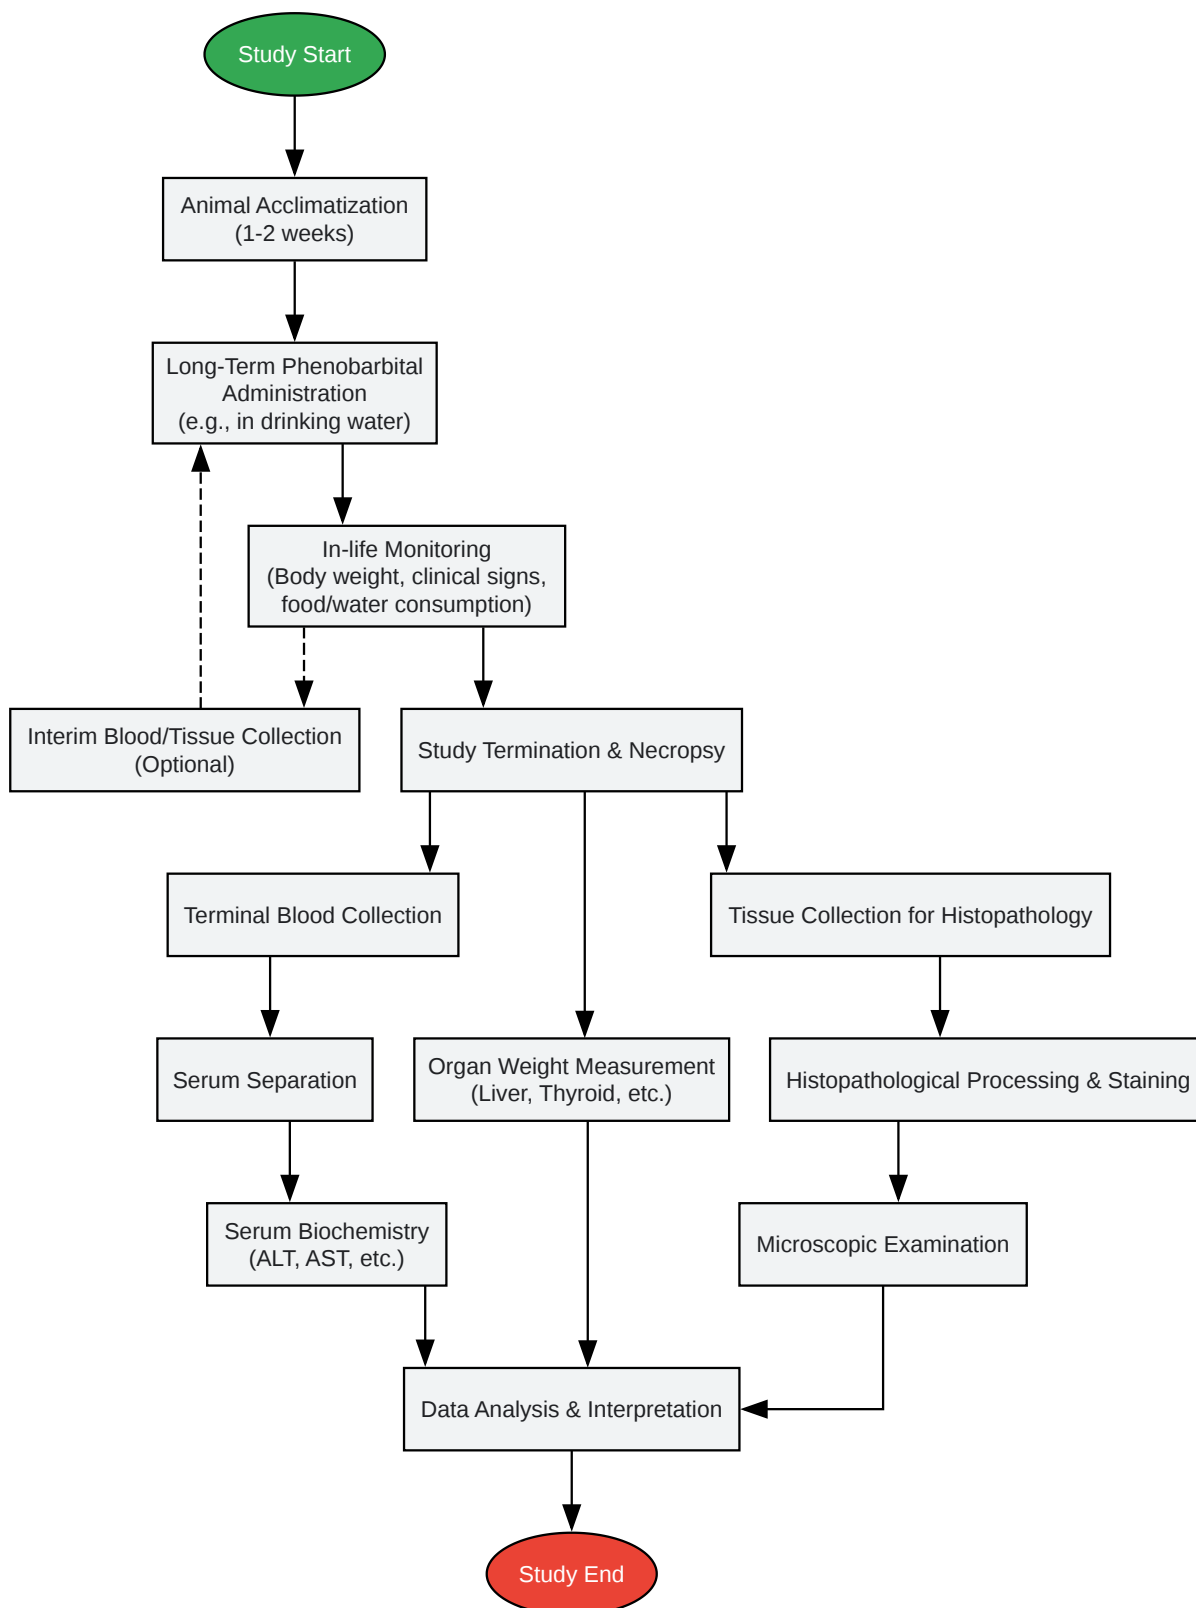 Study Start
Animal Acclimatization
(1-2 weeks)
Long-Term Phenobarbital
Administration
(e.g., in drinking water)
In-life Monitoring
(Body weight, clinical signs,
food/water consumption)
Interim Blood/Tissue Collection
(Optional)
Study Termination & Necropsy
Terminal Blood Collection
Tissue Collection for Histopathology
Serum Separation
Organ Weight Measurement
(Liver, Thyroid, etc.)
Histopathological Processing & Staining
Serum Biochemistry
(ALT, AST, etc.)
Microscopic Examination
Data Analysis & Interpretation
Study End